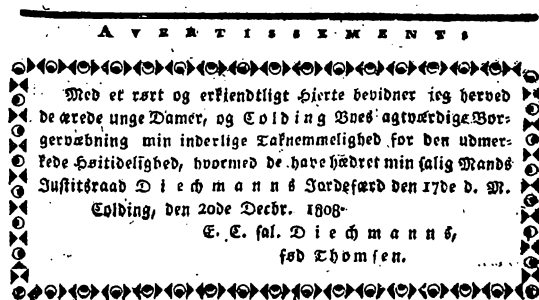 AVERTISSEMENTS
Med et rørt og erkiendtligt Hierte bevidner jeg herved
de ærede unge Damer, og Colding Byes agtværdige Bor-
gervæbning min inderlige Taknemmelighed for den udmær-
kede Høitidelighed, hvormed de have hædret min salig Mands
Justitsraad Diechmanns Jordefærd den 17de d. M.
Colding, den 20de Decbr. 1808.
E. C. sal. Diechmanns,
fød Thomsen.